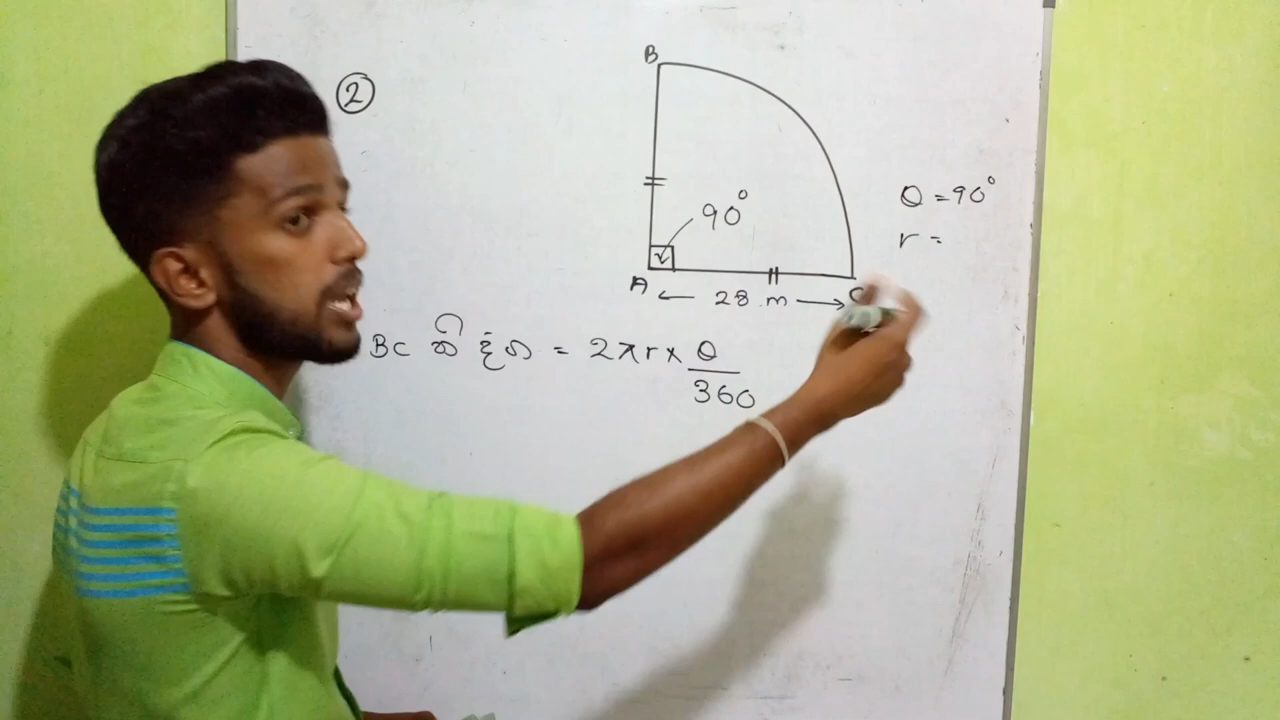 2
B
90°
θ = 90°
r =
A ← 28 m → C
BC හි දිග = 2πr × θ/360